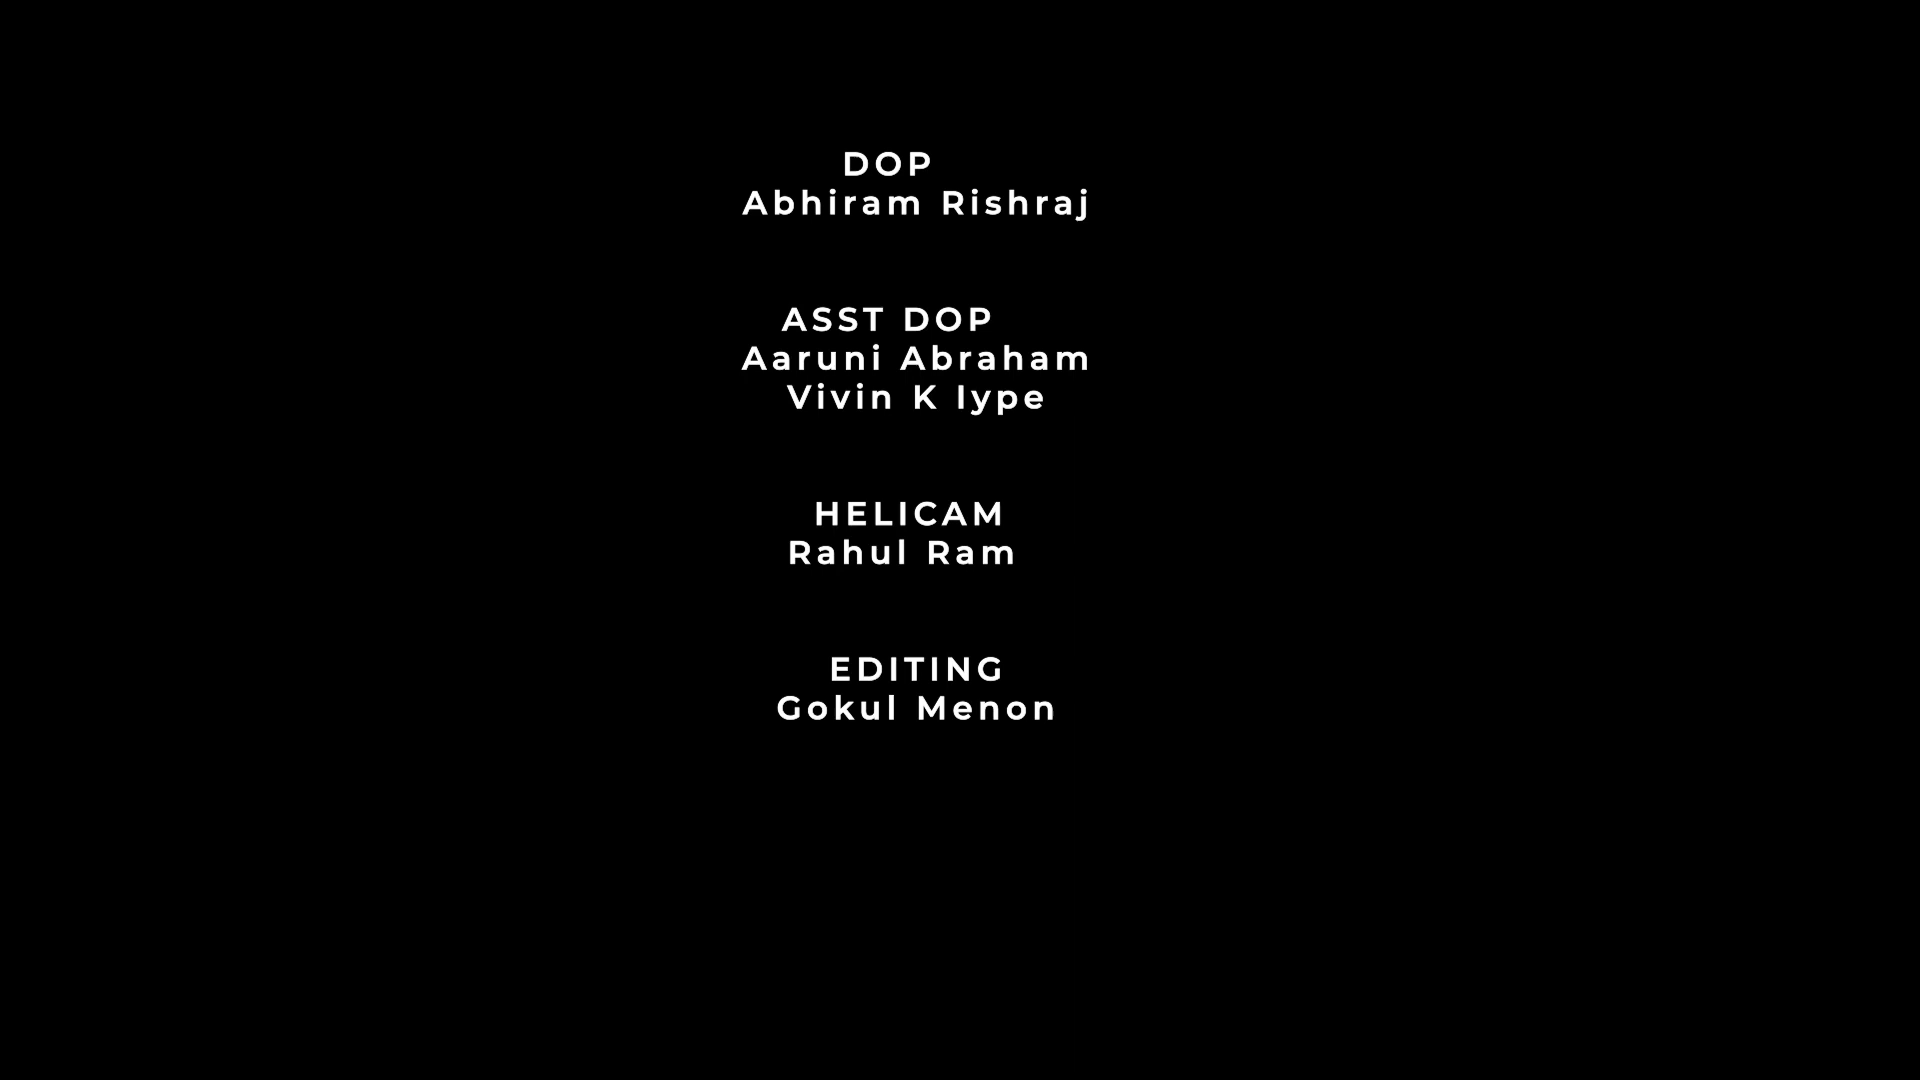 DOP
Abhiram Rishraj
ASST DOP
Aaruni Abraham
Vivin K Iype
HELICAM
Rahul Ram
EDITING
Gokul Menon